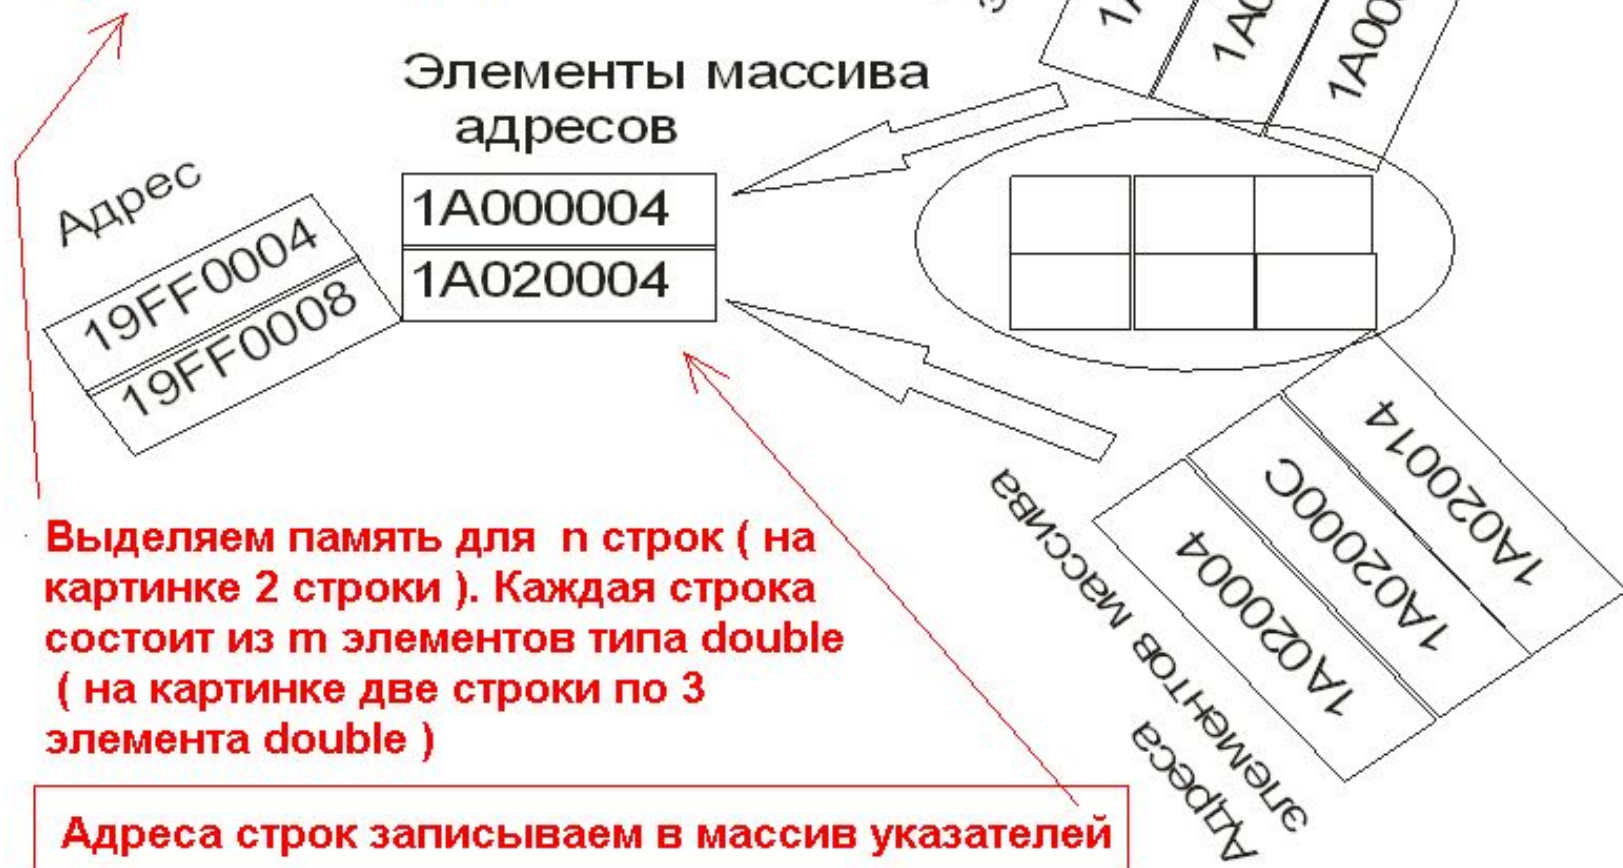 Элементы массива
адресов
Адрес
1A000004
1A020004
19FF0004
19FF0008
1A020014
1A02000C
1A020004
Адреса
элементов массива
Выделяем память для n строк ( на
картинке 2 строки ). Каждая строка
состоит из m элементов типа double
( на картинке две строки по 3
элемента double )
Адреса строк записываем в массив указателей